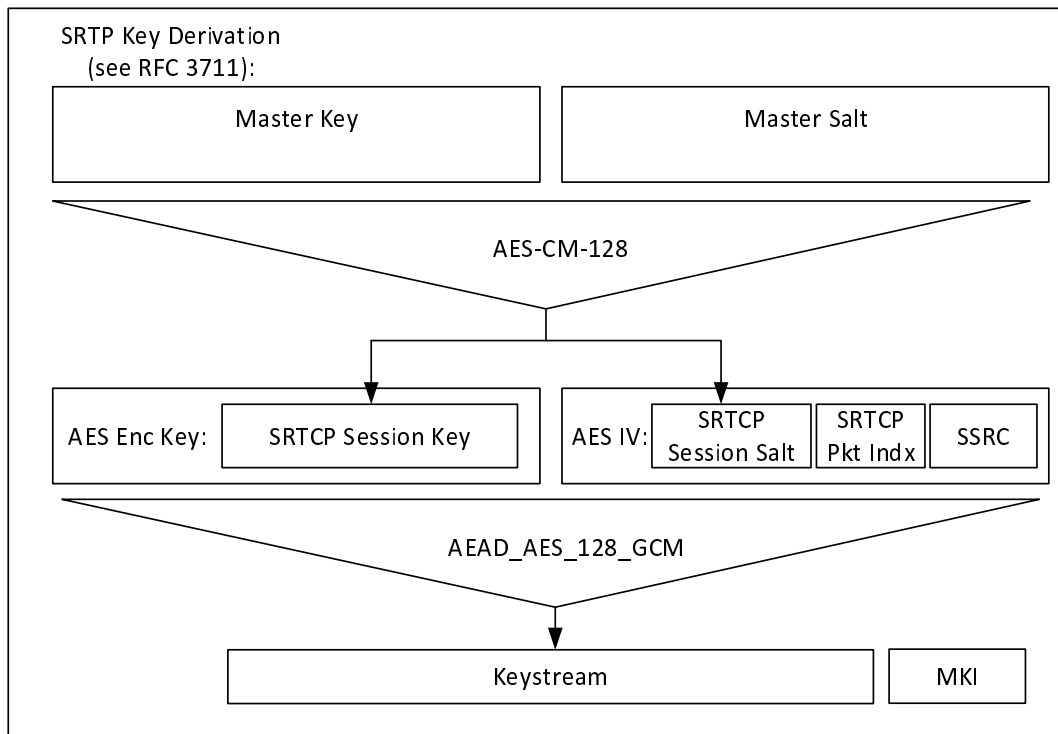 SRTP Key Derivation
(see RFC 3711):
Master Key
Master Salt
AES-CM-128
AES Enc Key:
SRTCP Session Key
AES IV:
SRTCP
Session Salt
SRTCP
Pkt Indx
SSRC
AEAD_AES_128_GCM
Keystream
MKI